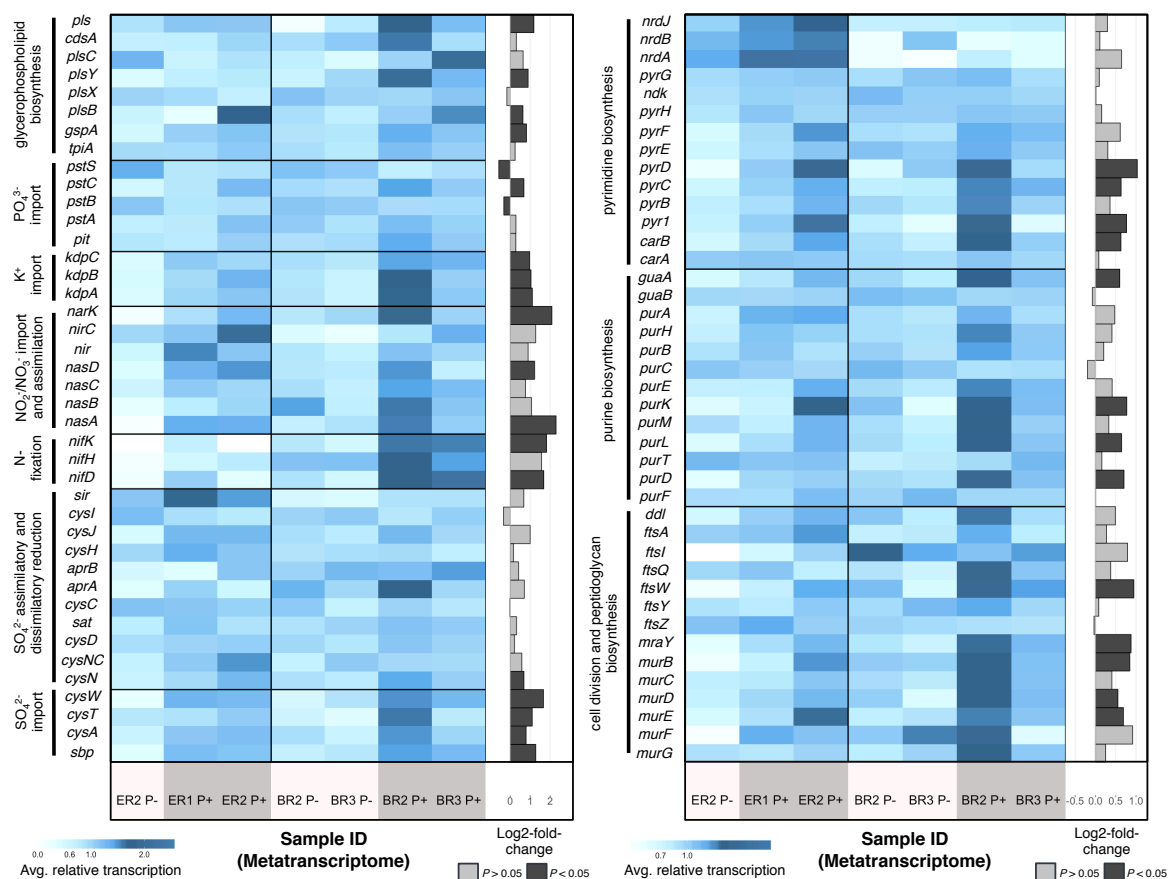 glycerophospholipid
biosynthesis
pls
cdsA
plsC
plsY
plsX
plsB
gspA
tpiA
PO₄³⁻
import
pstS
pstC
pstB
pstA
pit
K⁺
import
kdpC
kdpB
kdpA
NO₂⁻/NO₃⁻ import
and assimilation
narK
nirC
nir
nasD
nasC
nasB
nasA
N-
fixation
nifK
nifH
nifD
SO₄²⁻ assimilatory and
dissimilatory reduction
sir
cysI
cysJ
cysH
aprB
aprA
cysC
sat
cysD
cysNC
cysN
SO₄²⁻
import
cysW
cysT
cysA
sbp
ER2 P- ER1 P+ ER2 P+ BR2 P- BR3 P- BR2 P+ BR3 P+ 0 1 2
0.0 0.6 1.0 2.0
Avg. relative transcription
Sample ID
(Metatranscriptome)
Log2-fold-
change
P > 0.05 P < 0.05
pyrimidine biosynthesis
nrdJ
nrdB
nrdA
pyrG
ndk
pyrH
pyrF
pyrE
pyrD
pyrC
pyrB
pyr1
carB
carA
purine biosynthesis
guaA
guaB
purA
purH
purB
purC
purE
purK
purM
purL
purT
purD
purF
cell division and peptidoglycan
biosynthesis
ddl
ftsA
ftsI
ftsQ
ftsW
ftsY
ftsZ
mraY
murB
murC
murD
murE
murF
murG
ER2 P- ER1 P+ ER2 P+ BR2 P- BR3 P- BR2 P+ BR3 P+ -0.5 0.0 0.5 1.0
0.7 1.0
Avg. relative transcription
Sample ID
(Metatranscriptome)
Log2-fold-
change
P > 0.05 P < 0.05